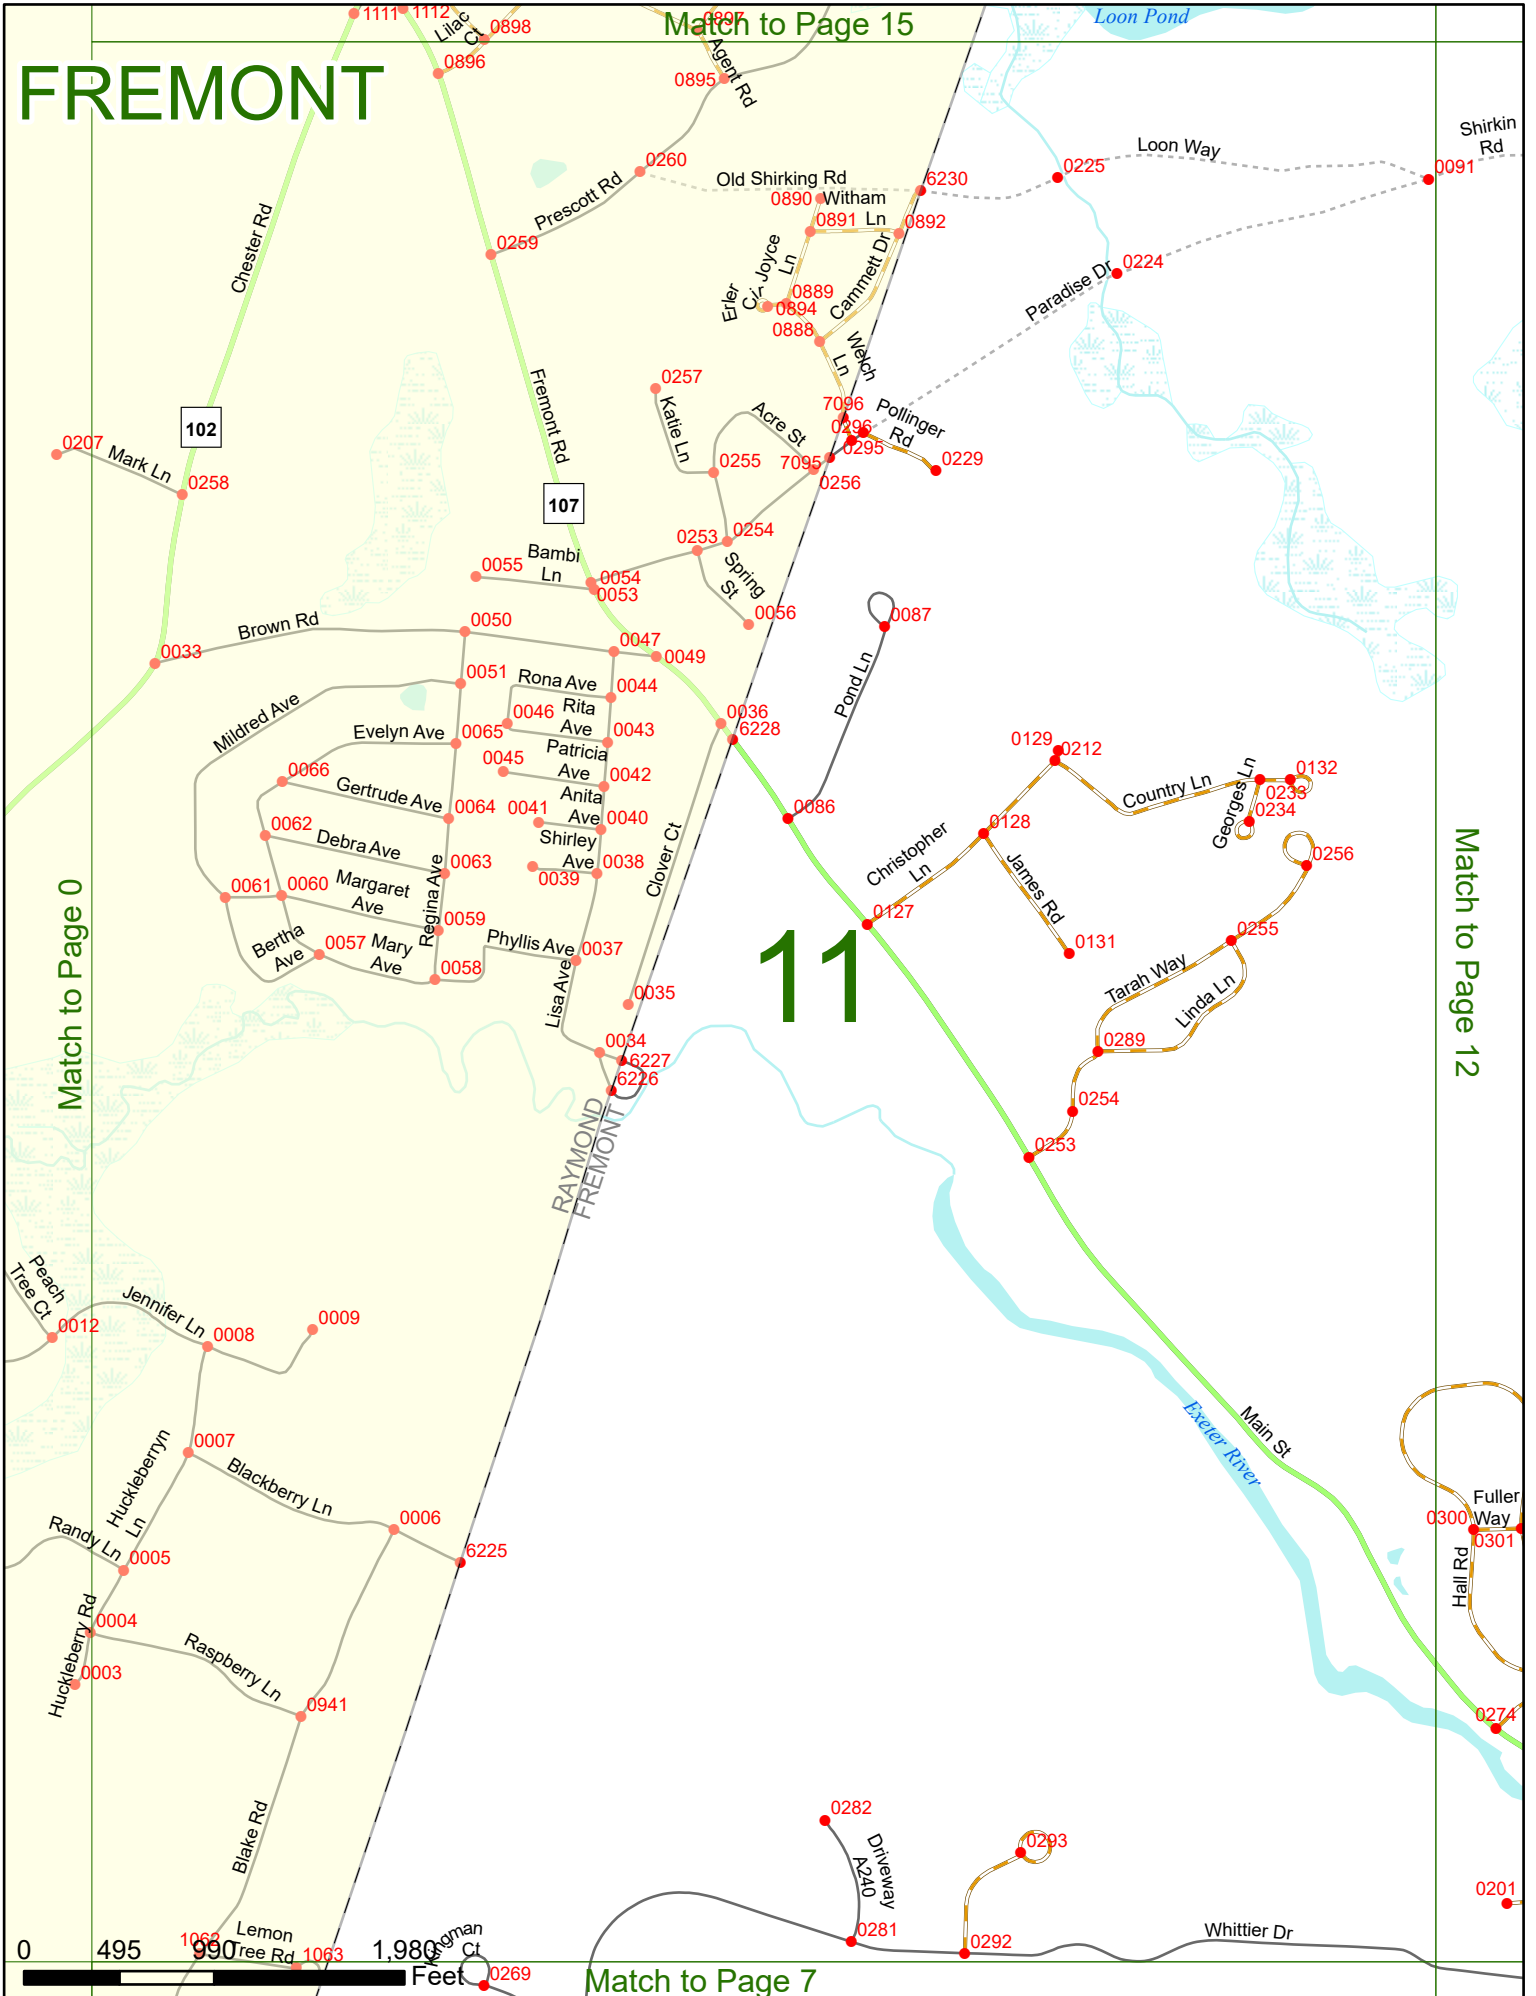 1111
1112
Lilac
Ct
0898
0897
Match to Page 15
Loon Pond
FREMONT
0896
0895
Agent Rd
Shirkin
Rd
Loon Way
0260
Old Shirking Rd
6230
0225
0091
Prescott Rd
0890
Witham
Ln
0891
0892
Chester Rd
0259
Joyce
Ln
Cammett Dr
0224
Paradise Dr
Erler
Cir
0889
0894
0888
Welch
Ln
Fremont Rd
0257
Katie Ln
Acre St
7096
Pollinger
Rd
0296
0295
102
0207
Mark Ln
0258
0255
7095
0256
0229
107
0253
0254
Bambi
Ln
0055
0054
0053
Spring
St
0056
0087
Brown Rd
0050
0033
0047
0049
Pond Ln
0051
Rona Ave
0044
Mildred Ave
0046
Rita
Ave
0036
6228
Evelyn Ave
0065
0043
0045
Patricia
Ave
0042
0129
0212
0066
Gertrude Ave
0064
0041
Anita
Ave
0040
Country Ln
Georges Ln
0132
0233
0234
0086
0062
Debra Ave
0063
Shirley
Ave
0038
0039
Clover Ct
Christopher
Ln
0128
James Rd
0256
Match to Page 0
Match to Page 12
0061
0060
Margaret
Ave
Regina Ave
0059
0127
11
Bertha
Ave
0057
Mary
Ave
0058
Phyllis Ave
0037
0131
0255
Tarah Way
Linda Ln
Lisa Ave
0035
0034
6227
6226
0289
0254
0253
RAYMOND
FREMONT
Peach
Tree Ct
0012
Jennifer Ln
0008
0009
Exeter River
Main St
0007
Huckleberryn
Ln
Blackberry Ln
0006
6225
Randy Ln
0005
Fuller
Way
0300
0301
Hall Rd
Huckleberry Rd
0004
0003
Raspberry Ln
0941
0274
Blake Rd
0282
Driveway
A240
0293
0201
0281
0292
Whittier Dr
1062
Lemon
Tree Rd
1063
Kingman
Ct
0269
0
495
990
1,980
Feet
Match to Page 7